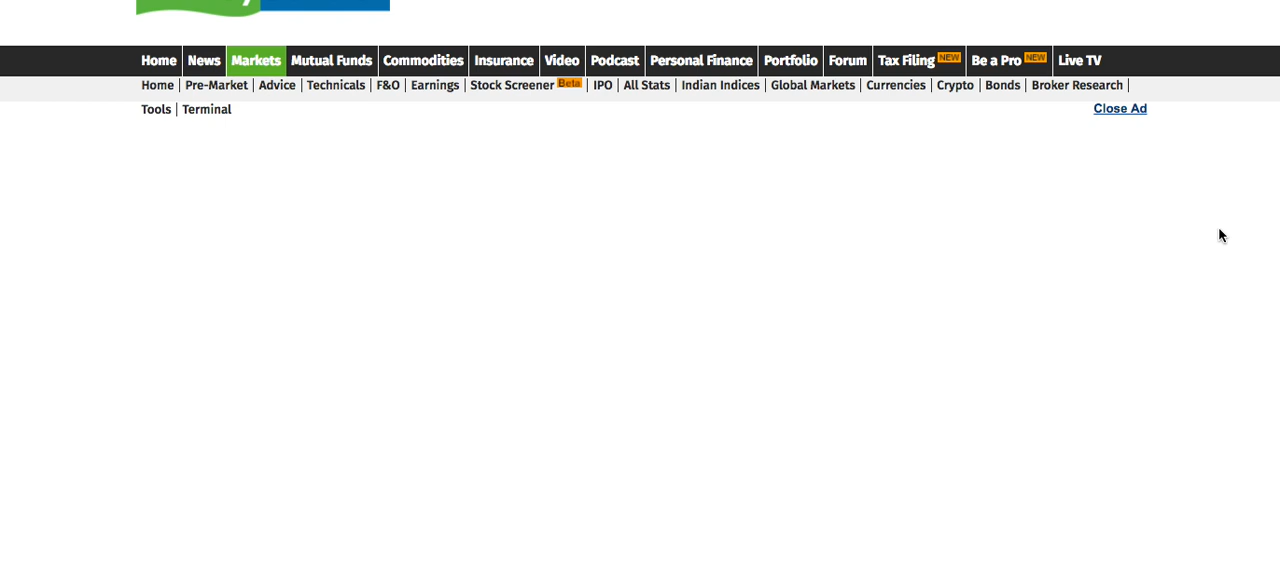 Home News Markets Mutual Funds Commodities Insurance Video Podcast Personal Finance Portfolio Forum Tax Filing NEW Be a Pro NEW Live TV
Home Pre-Market Advice Technicals F&O Earnings Stock Screener Beta IPO All Stats Indian Indices Global Markets Currencies Crypto Bonds Broker Research
Tools Terminal Close Ad